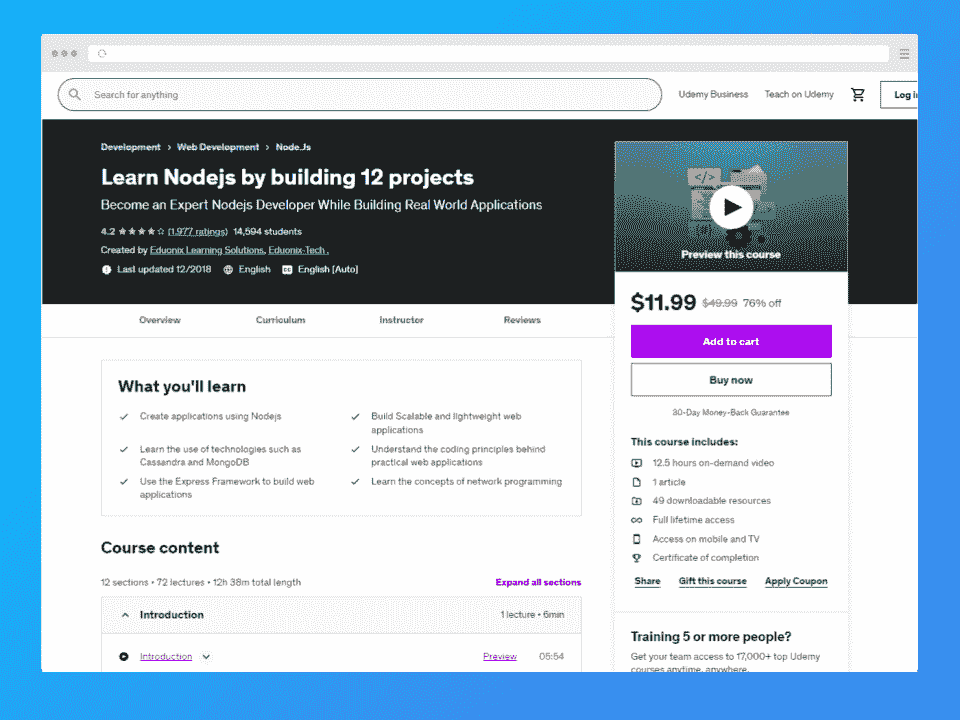 Search for anything
Udemy Business
Teach on Udemy
Log in
Development > Web Development > Node.Js
Learn Nodejs by building 12 projects
Become an Expert Nodejs Developer While Building Real World Applications
4.2 (1,977 ratings) 14,594 students
Created by Eduonix Learning Solutions, Eduonix-Tech .
Last updated 12/2018 English CC English [Auto]
</>
Preview this course
$11.99 $49.99 76% off
Add to cart
Buy now
30-Day Money-Back Guarantee
This course includes:
12.5 hours on-demand video
1 article
49 downloadable resources
Full lifetime access
Access on mobile and TV
Certificate of completion
Share
Gift this course
Apply Coupon
Training 5 or more people?
Get your team access to 17,000+ top Udemy
courses anytime, anywhere.
Overview
Curriculum
Instructor
Reviews
What you'll learn
Create applications using Nodejs
Learn the use of technologies such as
Cassandra and MongoDB
Use the Express Framework to build web
applications
Build Scalable and lightweight web
applications
Understand the coding principles behind
practical web applications
Learn the concepts of network programming
Course content
12 sections • 72 lectures • 12h 38m total length
Expand all sections
Introduction
1 lecture • 6min
Introduction
Preview
05:54